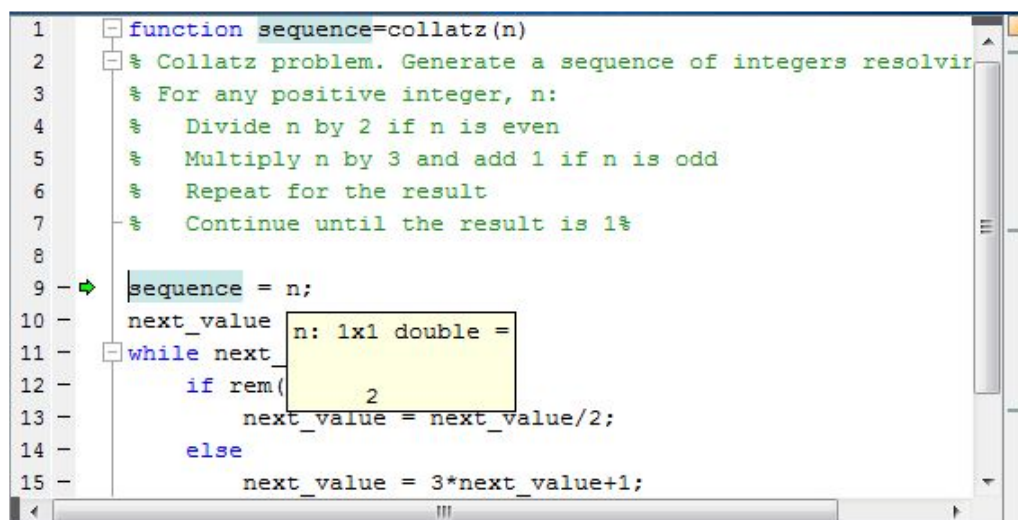 1 function sequence=collatz(n)
2 % Collatz problem. Generate a sequence of integers resolvin
3 % For any positive integer, n:
4 %   Divide n by 2 if n is even
5 %   Multiply n by 3 and add 1 if n is odd
6 %   Repeat for the result
7 %   Continue until the result is 1%
8
9 – sequence = n;
10 – next_value
n: 1x1 double =
11 – while next_
12 – if rem(
2
13 – next_value = next_value/2;
14 – else
15 – next_value = 3*next_value+1;